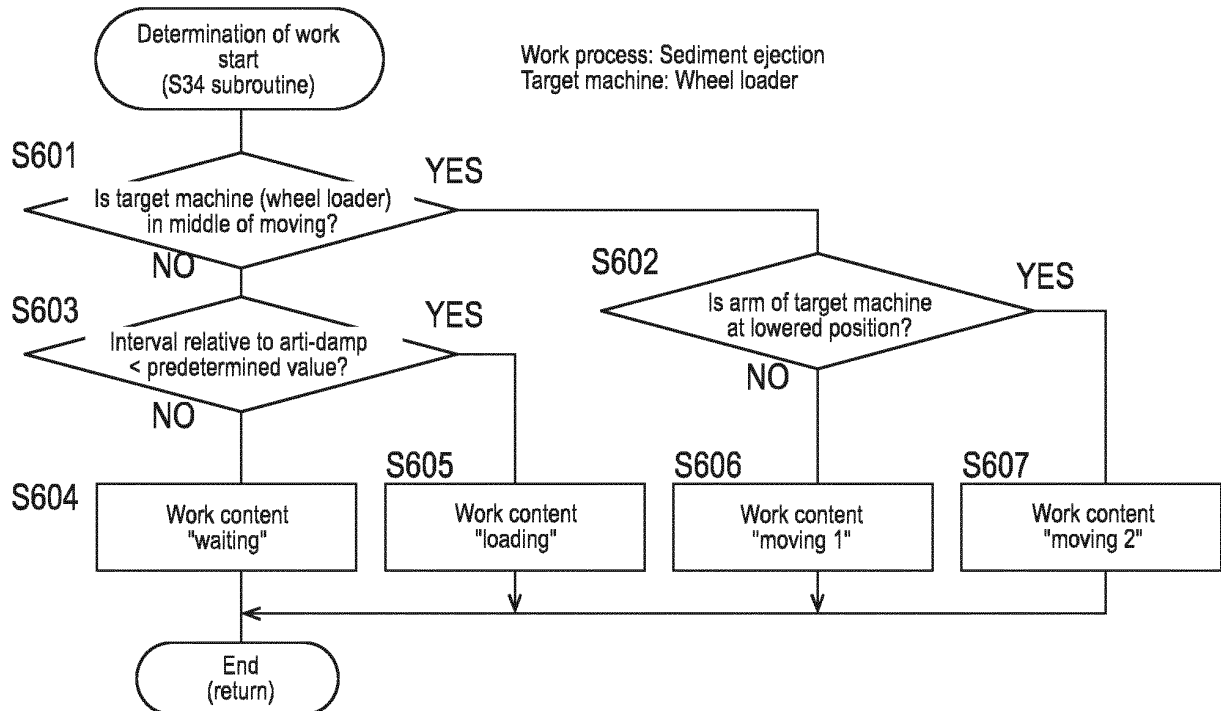 Determination of work
start
(S34 subroutine)
Work process: Sediment ejection
Target machine: Wheel loader
S601
Is target machine (wheel loader)
in middle of moving?
YES
NO
S602
Is arm of target machine
at lowered position?
YES
NO
S603
Interval relative to arti-damp
< predetermined value?
YES
NO
S604
Work content
"waiting"
S605
Work content
"loading"
S606
Work content
"moving 1"
S607
Work content
"moving 2"
End
(return)